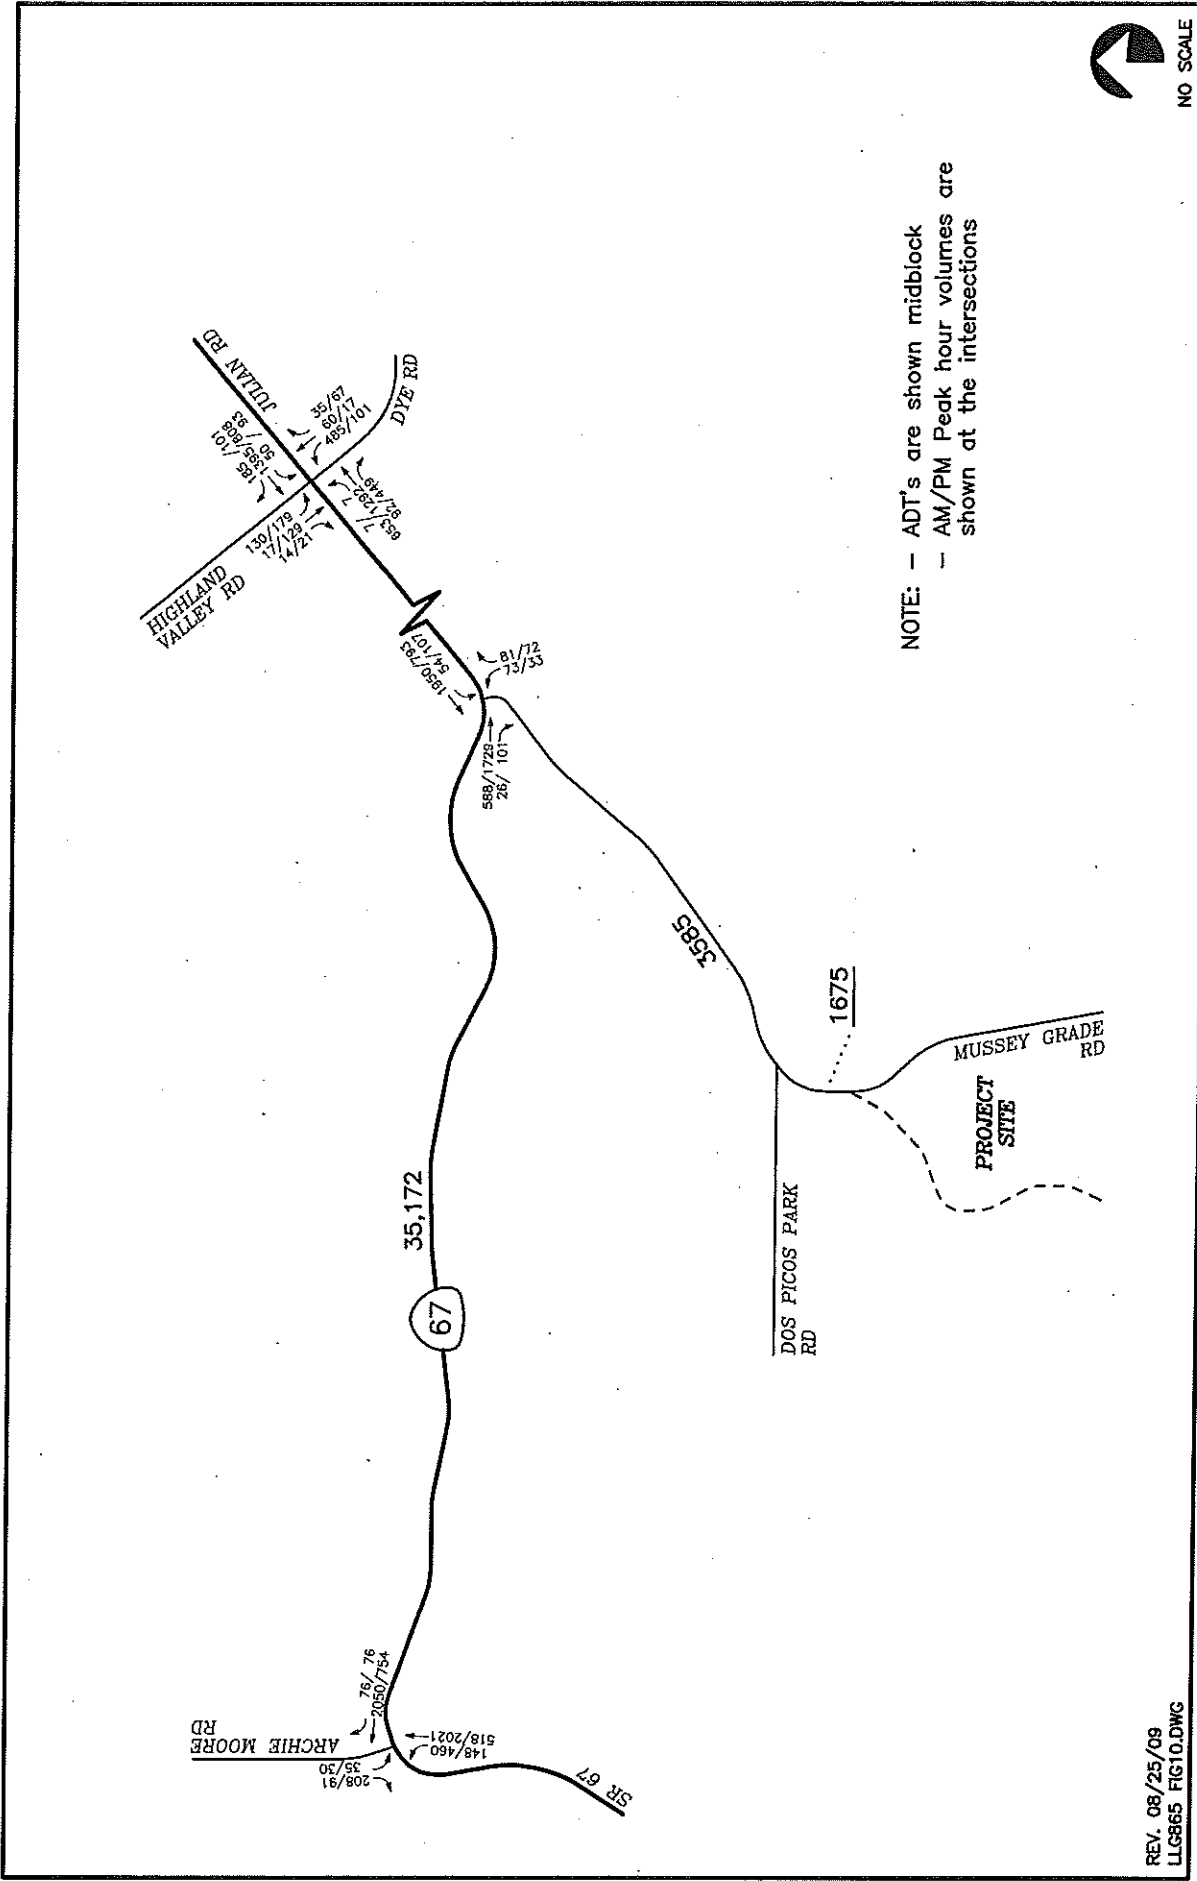 NO SCALE
JULIAN RD
185 /101
1395/808
50 / 93
35/67
60/17
485/101
DYE RD
HIGHLAND
VALLEY RD
130/179
17/129
14/21
7/ 7
653/1292
92/449
1950/793
54/107
81/72
73/33
588/1729
26/ 101
NOTE: - ADT's are shown midblock
- AM/PM Peak hour volumes are
shown at the intersections
3585
1675
MUSSEY GRADE
RD
PROJECT
SITE
DOS PICOS PARK
RD
35,172
67
76/ 76
2050/754
ARCHIE MOORE
RD
208/91
35/30
148/460
518/2021
SR 67
REV. 08/25/09
LLG865 FIG10.DWG